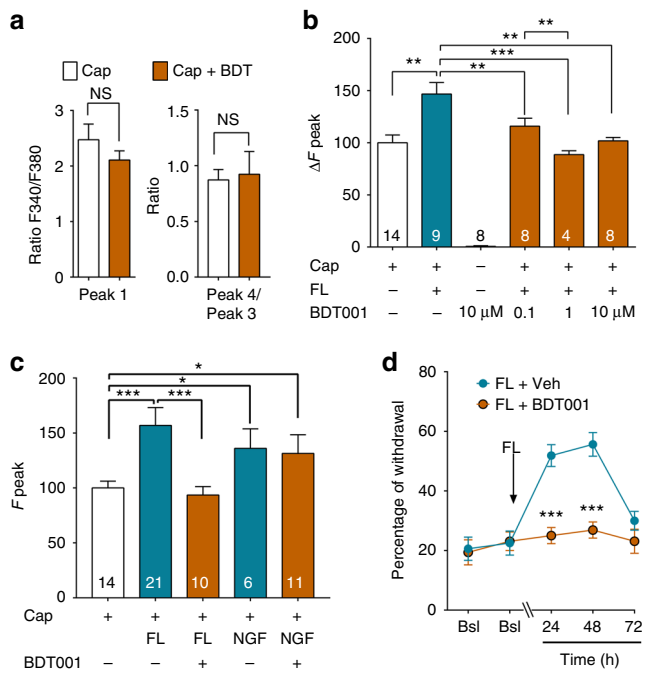 a
Cap
Cap + BDT
NS
3
2
1
0
Ratio F340/F380
Peak 1
NS
1.5
1.0
0.5
0.0
Ratio
Peak 4/
Peak 3
b
200
150
100
50
0
ΔF peak
**
**
***
**
**
14
9
8
8
4
8
Cap + + – + + +
FL – + – + + +
BDT001 – – 10 μM 0.1 1 10 μM
c
200
150
100
50
0
F peak
*
*
***
***
14
21
10
6
11
Cap + + + + +
FL FL NGF NGF
BDT001 – – + – +
d
FL + Veh
FL + BDT001
80
60
40
20
0
Percentage of withdrawal
FL
***
***
Bsl Bsl 24 48 72
Time (h)